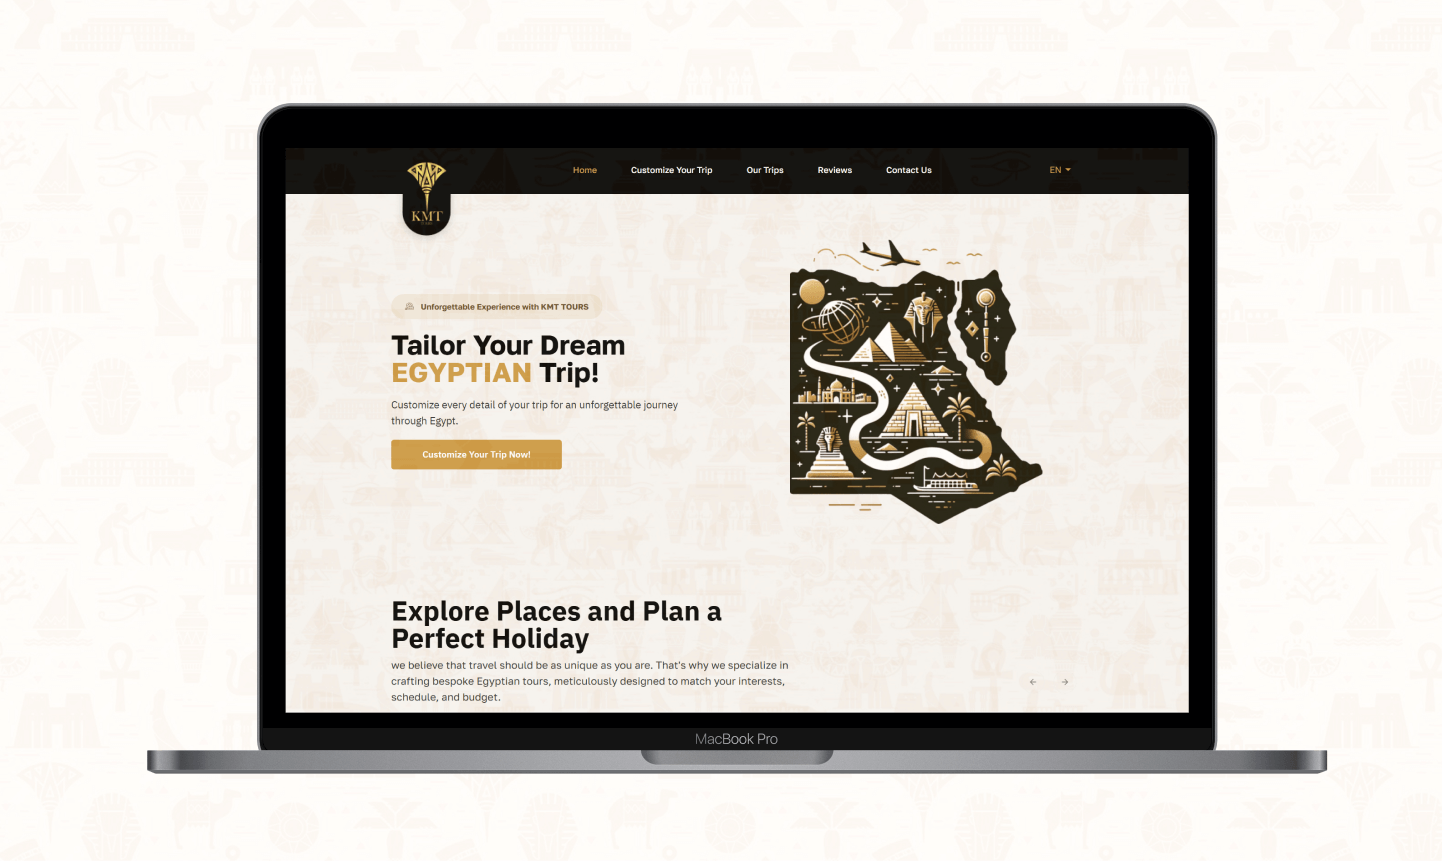 KMT
Home
Customize Your Trip
Our Trips
Reviews
Contact Us
EN
Unforgettable Experience with KMT TOURS
Tailor Your Dream
EGYPTIAN Trip!
Customize every detail of your trip for an unforgettable journey
through Egypt.
Customize Your Trip Now!
Explore Places and Plan a
Perfect Holiday
we believe that travel should be as unique as you are. That's why we specialize in
crafting bespoke Egyptian tours, meticulously designed to match your interests,
schedule, and budget.
MacBook Pro